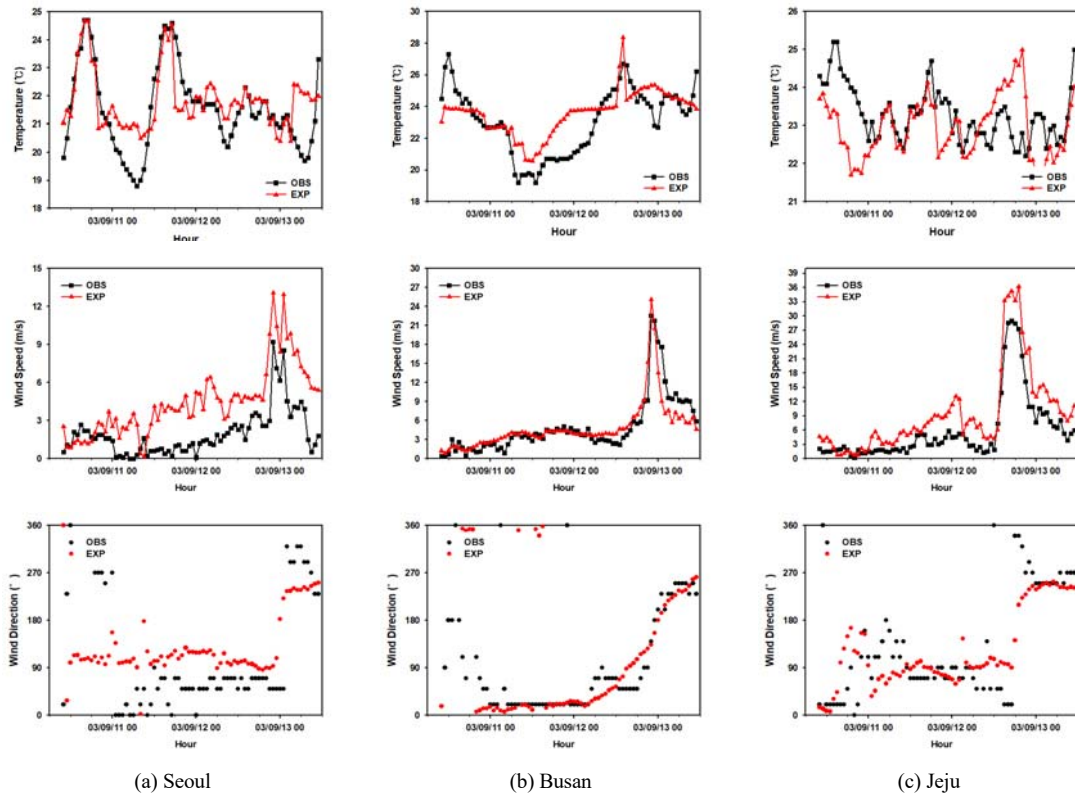 25
24
23
22
21
20
19
18
Temperature (℃)
OBS
EXP
03/09/11 00
03/09/12 00
03/09/13 00
30
28
26
24
22
20
18
Temperature (℃)
OBS
EXP
03/09/11 00
03/09/12 00
03/09/13 00
Hour
26
25
24
23
22
21
Temperature (℃)
OBS
EXP
03/09/11 00
03/09/12 00
03/09/13 00
Hour
15
12
9
6
3
0
Wind Speed (m/s)
OBS
EXP
03/09/11 00
03/09/12 00
03/09/13 00
Hour
30
27
24
21
18
15
12
9
6
3
0
Wind Speed (m/s)
OBS
EXP
03/09/11 00
03/09/12 00
03/09/13 00
Hour
39
36
33
30
27
24
21
18
15
12
9
6
3
0
Wind Speed (m/s)
OBS
EXP
03/09/11 00
03/09/12 00
03/09/13 00
Hour
360
270
180
90
0
Wind Direction (˚)
OBS
EXP
03/09/11 00
03/09/12 00
03/09/13 00
Hour
360
270
180
90
0
Wind Direction (˚)
OBS
EXP
03/09/11 00
03/09/12 00
03/09/13 00
Hour
360
270
180
90
0
Wind Direction (˚)
OBS
EXP
03/09/11 00
03/09/12 00
03/09/13 00
Hour
(a) Seoul
(b) Busan
(c) Jeju